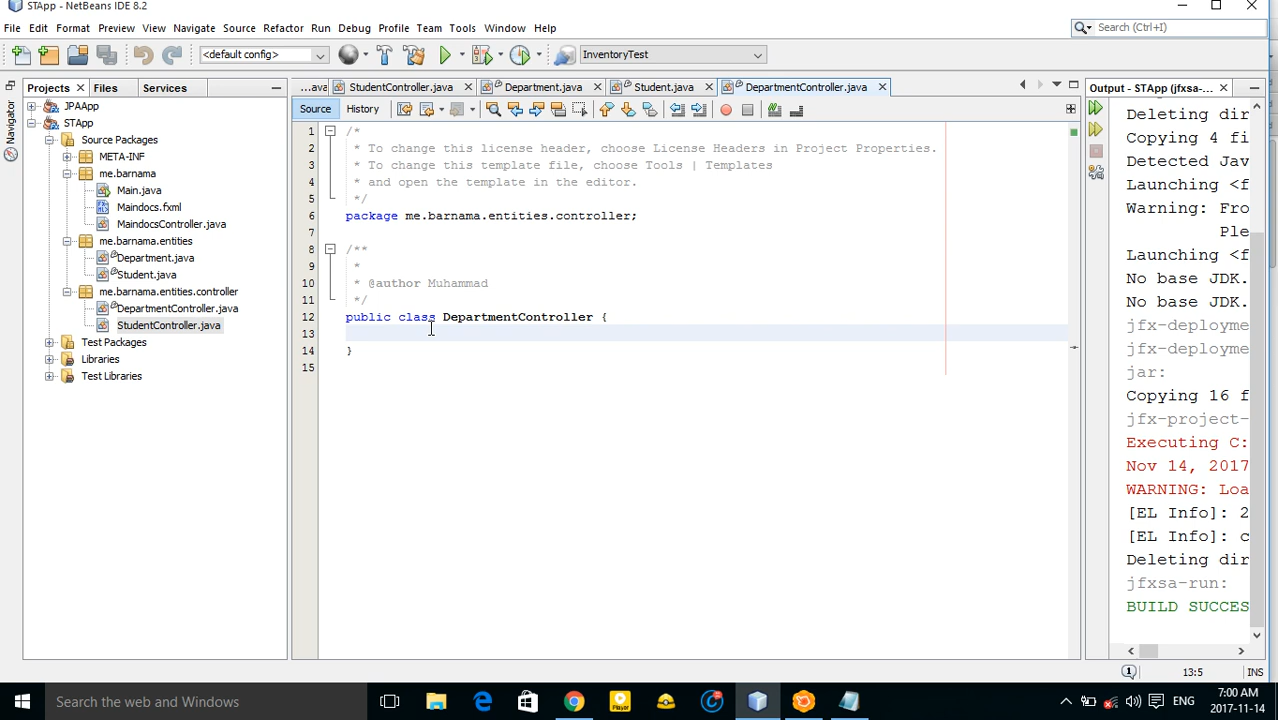 STApp - NetBeans IDE 8.2
File Edit Format Preview View Navigate Source Refactor Run Debug Profile Team Tools Window Help
Search (Ctrl+I)
<default config>
InventoryTest
Projects Files Services
...ava StudentController.java Department.java Student.java DepartmentController.java
Output - STApp (jfxsa-...
Navigator
Source History
JPAApp
STApp
Source Packages
META-INF
me.barnama
Main.java
Maindocs.fxml
MaindocsController.java
me.barnama.entities
Department.java
Student.java
me.barnama.entities.controller
DepartmentController.java
StudentController.java
Test Packages
Libraries
Test Libraries
1 /*
2 * To change this license header, choose License Headers in Project Properties.
3 * To change this template file, choose Tools | Templates
4 * and open the template in the editor.
5 */
6 package me.barnama.entities.controller;
7
8 /**
9 *
10 * @author Muhammad
11 */
12 public class DepartmentController {
13
14 }
15
Deleting dir
Copying 4 fi
Detected Jav
Launching <f
Warning: Fro
Ple
Launching <f
No base JDK.
No base JDK.
jfx-deployme
jfx-deployme
jar:
Copying 16 f
jfx-project-
Executing C:
Nov 14, 2017
WARNING: Loa
[EL Info]: 2
[EL Info]: c
Deleting dir
jfxsa-run:
BUILD SUCCES
1 13:5 INS
Search the web and Windows
Player
ENG
7:00 AM
2017-11-14